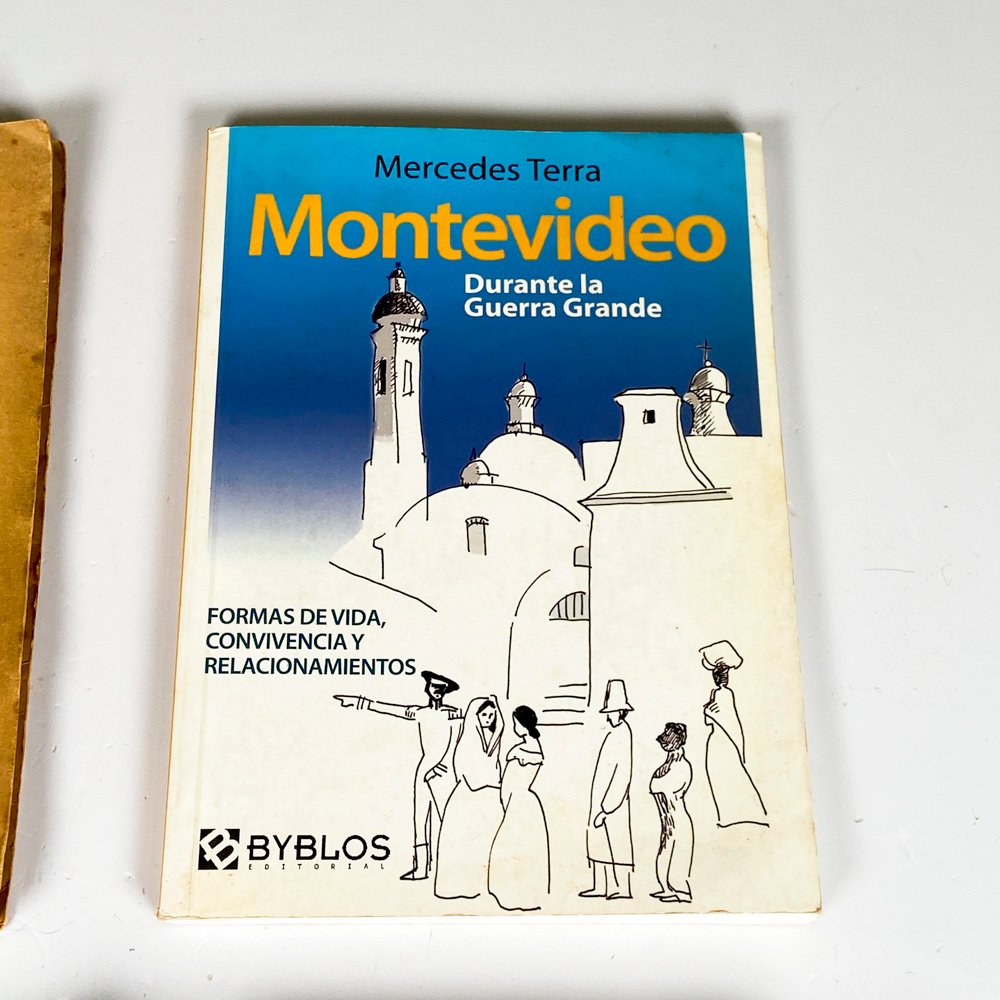 Mercedes Terra
Montevideo
Durante la
Guerra Grande
FORMAS DE VIDA,
CONVIVENCIA Y
RELACIONAMIENTOS
BYBLOS
EDITORIAL